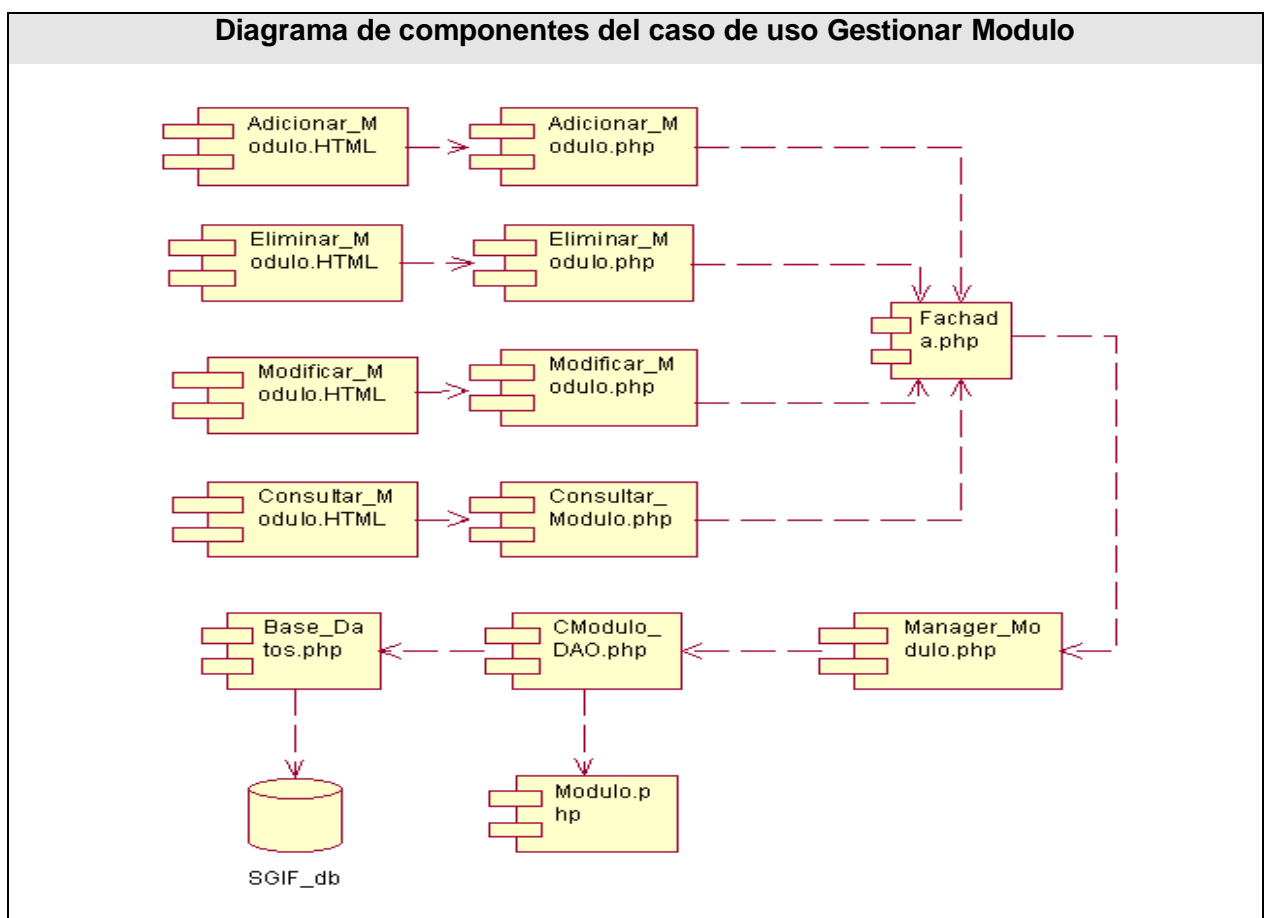 Diagrama de componentes del caso de uso Gestionar Modulo
Adicionar_M
odulo.HTML
Adicionar_M
odulo.php
Eliminar_M
odulo.HTML
Eliminar_M
odulo.php
Fachad
a.php
Modificar_M
odulo.HTML
Modificar_M
odulo.php
Consultar_M
odulo.HTML
Consultar_
Modulo.php
Base_Da
tos.php
CModulo_
DAO.php
Manager_Mo
dulo.php
Modulo.p
hp
SGIF_db